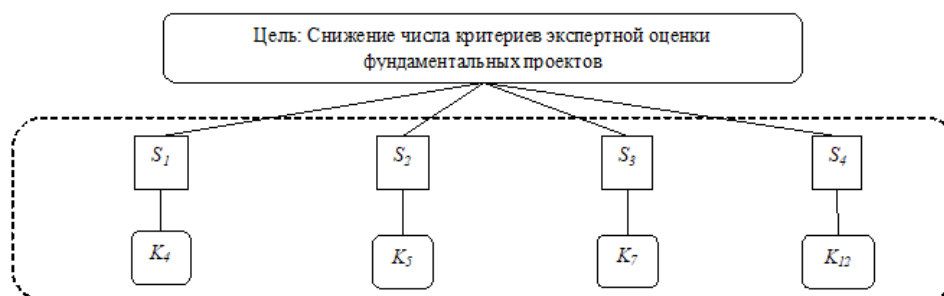 Цель: Снижение числа критериев экспертной оценки
фундаментальных проектов
S1 S2 S3 S4
K4 K5 K7 K12